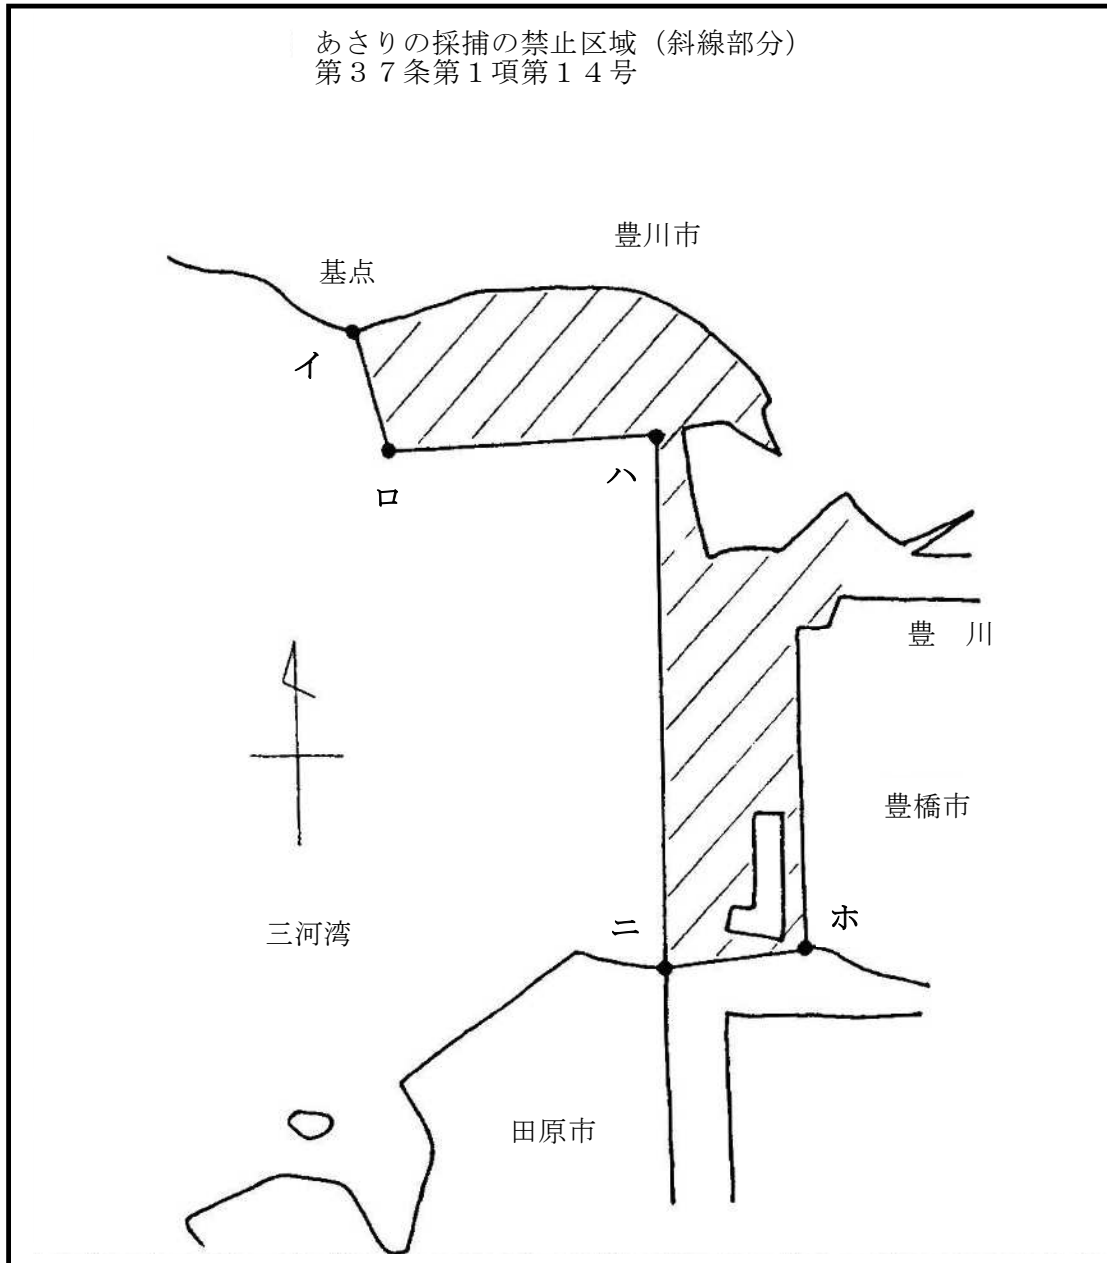 あさりの採捕の禁止区域（斜線部分）
第３７条第１項第１４号
豊川市
基点
イ
ロ
ハ
豊　川
豊橋市
三河湾
ニ
ホ
田原市